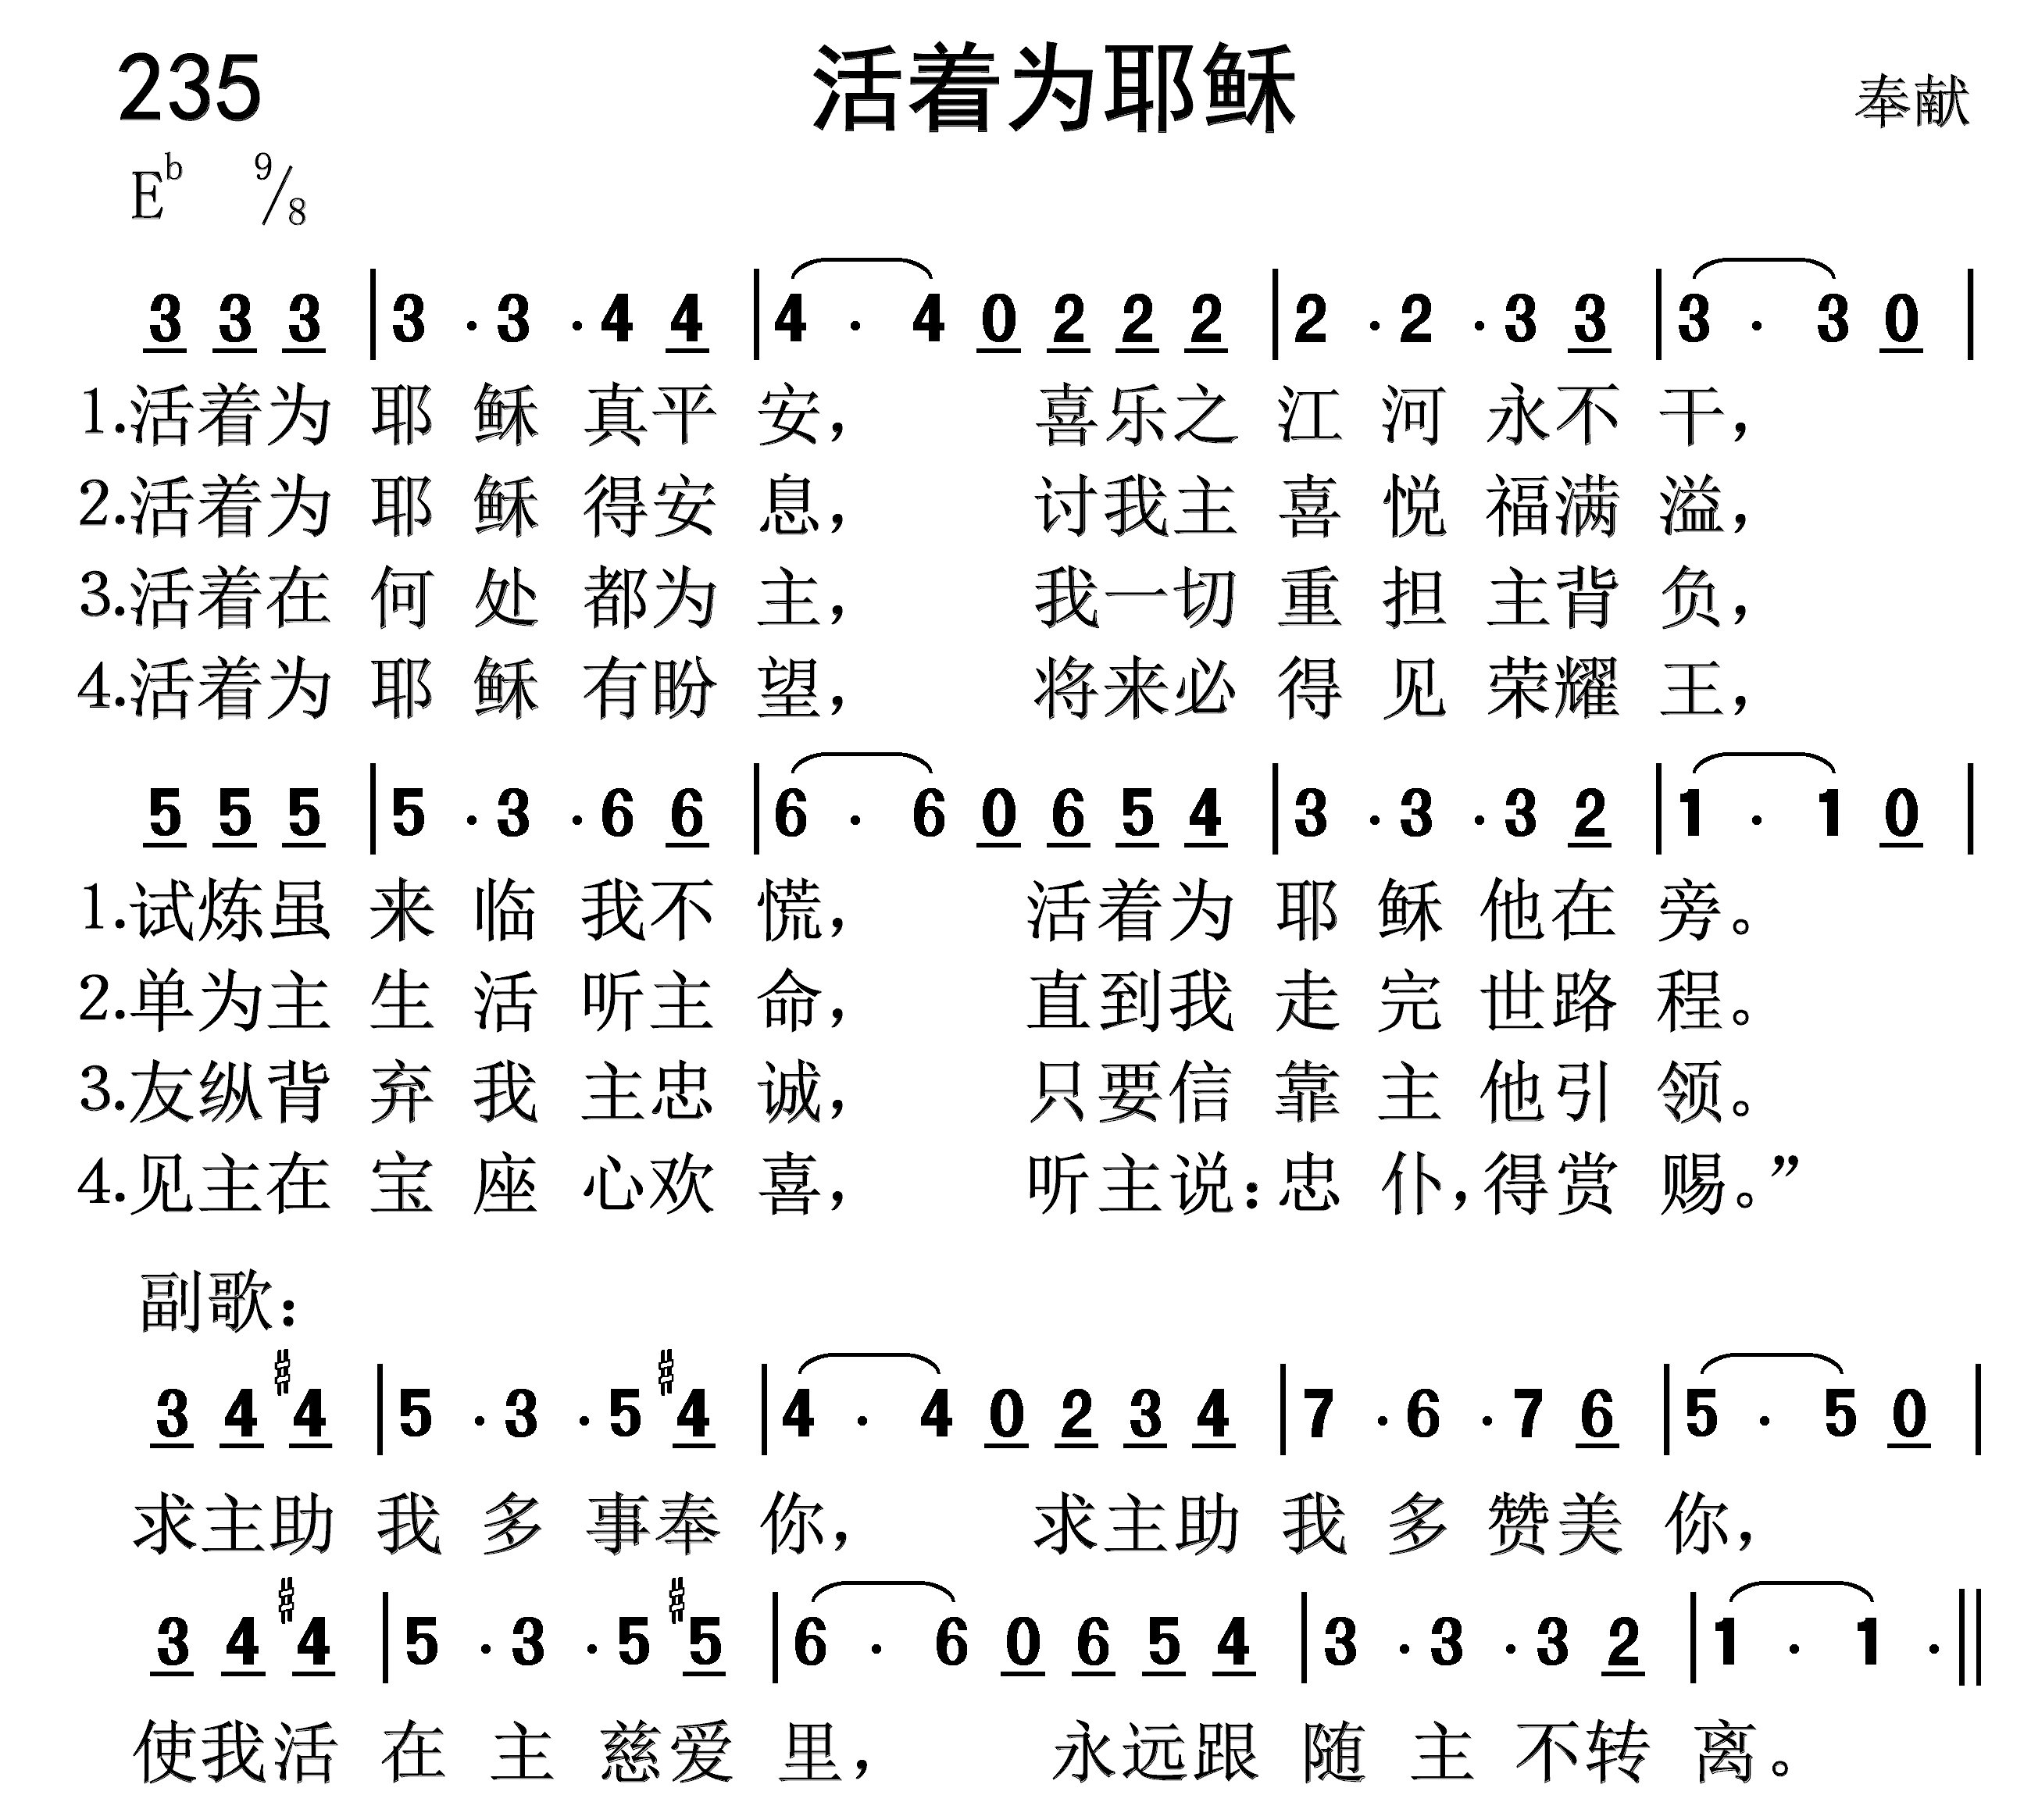 235 活着为耶稣 奉献
E♭ 9/8
3 3 3 | 3 · 3 · 4 4 | 4 · 4 0 2 2 2 | 2 · 2 · 3 3 | 3 · 3 0 |
1.活着为 耶 稣 真平 安， 喜乐之 江 河 永不 干，
2.活着为 耶 稣 得安 息， 讨我主 喜 悦 福满 溢，
3.活着在 何 处 都为 主， 我一切 重 担 主背 负，
4.活着为 耶 稣 有盼 望， 将来必 得 见 荣耀 王，
5 5 5 | 5 · 3 · 6 6 | 6 · 6 0 6 5 4 | 3 · 3 · 3 2 | 1 · 1 0 |
1.试炼虽 来 临 我不 慌， 活着为 耶 稣 他在 旁。
2.单为主 生 活 听主 命， 直到我 走 完 世路 程。
3.友纵背 弃 我 主忠 诚， 只要信 靠 主 他引 领。
4.见主在 宝 座 心欢 喜， 听主说：忠 仆，得赏 赐。”
副歌：
3 4 #4 | 5 · 3 · 5 #4 | 4 · 4 0 2 3 4 | 7 · 6 · 7 6 | 5 · 5 0 |
求主助 我 多 事奉 你， 求主助 我 多 赞美 你，
3 4 #4 | 5 · 3 · 5 #5 | 6 · 6 0 6 5 4 | 3 · 3 · 3 2 | 1 · 1 · ||
使我活 在 主 慈爱 里， 永远跟 随 主 不转 离。